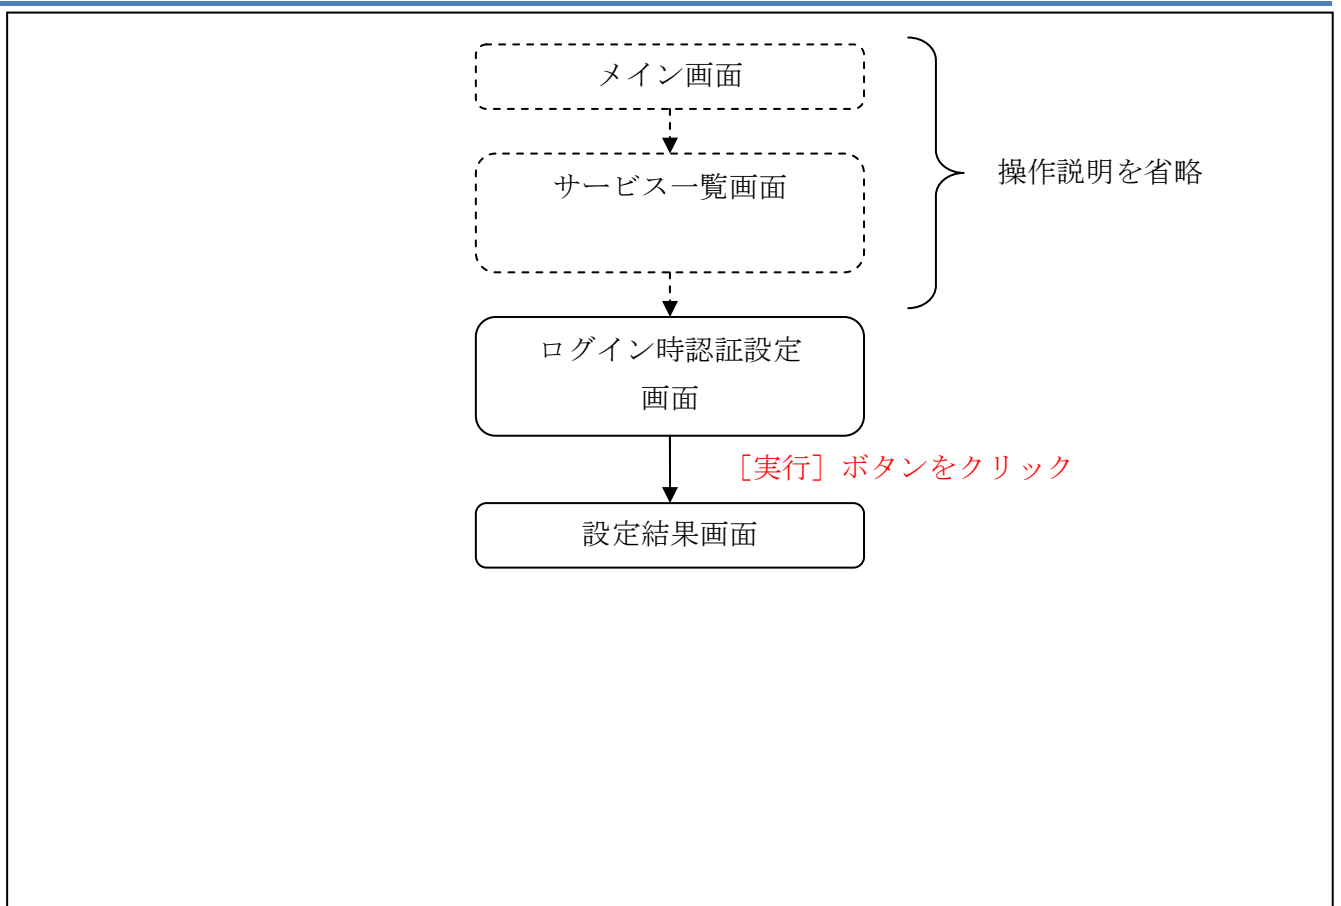 メイン画面
サービス一覧画面
操作説明を省略
ログイン時認証設定
画面
［実行］ボタンをクリック
設定結果画面